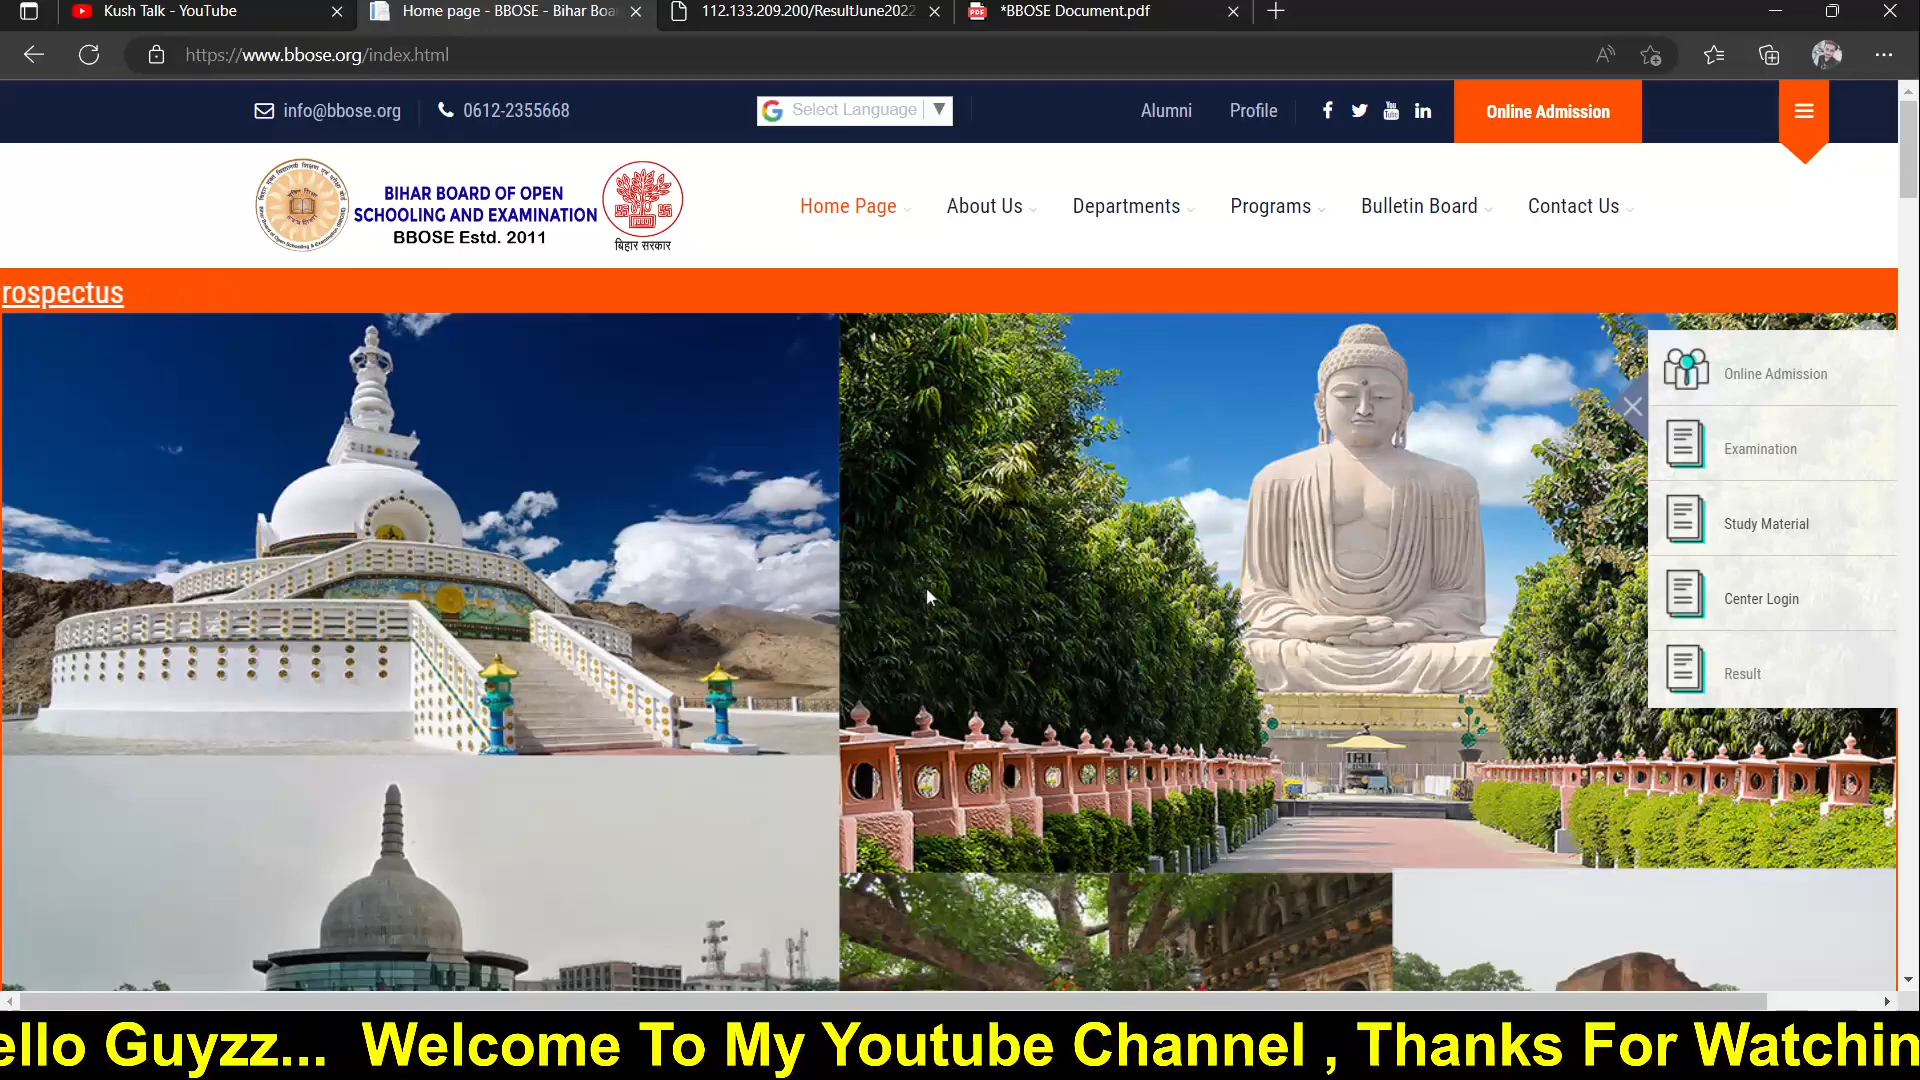 Kush Talk - YouTube
Home page - BBOSE - Bihar Boa
112.133.209.200/ResultJune2022
*BBOSE Document.pdf
https://www.bbose.org/index.html
info@bbose.org
0612-2355668
Select Language
Alumni
Profile
Online Admission
BIHAR BOARD OF OPEN
SCHOOLING AND EXAMINATION
BBOSE Estd. 2011
बिहार सरकार
Home Page
About Us
Departments
Programs
Bulletin Board
Contact Us
rospectus
Online Admission
Examination
Study Material
Center Login
Result
ello Guyzz... Welcome To My Youtube Channel , Thanks For Watchin